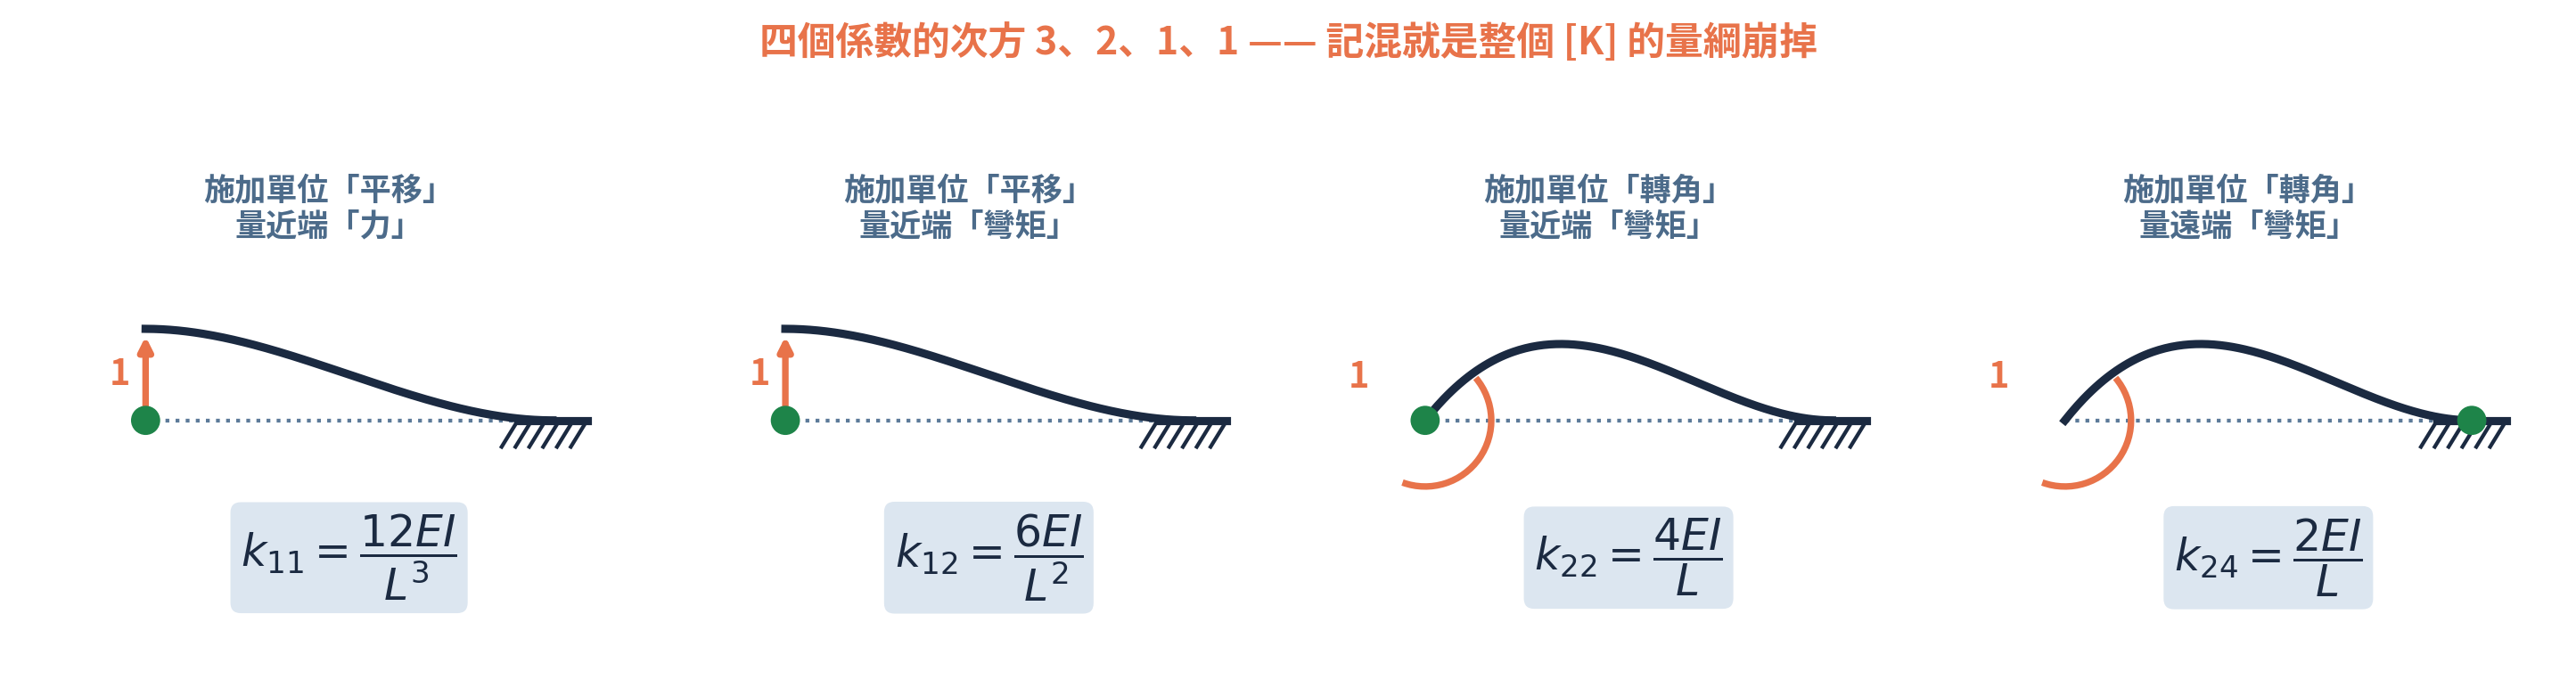 四個係數的次方 3、2、1、1 —— 記混就是整個 [K] 的量綱崩掉
施加單位「平移」
量近端「力」
1
k₁₁ = 12EI / L³
施加單位「平移」
量近端「彎矩」
1
k₁₂ = 6EI / L²
施加單位「轉角」
量近端「彎矩」
1
k₂₂ = 4EI / L
施加單位「轉角」
量遠端「彎矩」
1
k₂₄ = 2EI / L